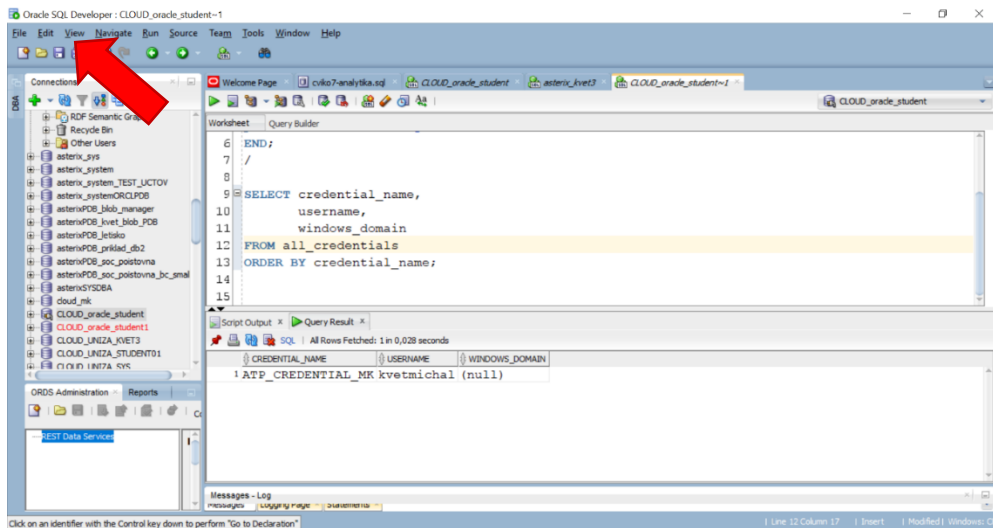 Oracle SQL Developer : CLOUD_oracle_student~1
File Edit View Navigate Run Source Team Tools Window Help
Connections
Welcome Page cviko7-analytika.sql CLOUD_oracle_student asterix_kvet3 CLOUD_oracle_student~1
DBA
CLOUD_oracle_student
RDF Semantic Grap
Recycle Bin
Other Users
asterix_sys
asterix_system
asterix_system_TEST_UCTOV
asterix_systemORCLPDB
asterixPDB_blob_manager
asterixPDB_kvet_blob_PDB
asterixPDB_letisko
asterixPDB_priklad_db2
asterixPDB_soc_poistovna
asterixPDB_soc_poistovna_bc_smal
asterixSYSDBA
cloud_mk
CLOUD_oracle_student
CLOUD_oracle_student1
CLOUD_UNIZA_KVET3
CLOUD_UNIZA_STUDENT01
CLOUD_UNIZA_SYS
ORDS Administration Reports
REST Data Services
Worksheet Query Builder
6 END;
7 /
8
9 SELECT credential_name,
10 username,
11 windows_domain
12 FROM all_credentials
13 ORDER BY credential_name;
14
15
Script Output Query Result
SQL | All Rows Fetched: 1 in 0,028 seconds
CREDENTIAL_NAME USERNAME WINDOWS_DOMAIN
1 ATP_CREDENTIAL_MK kvetmichal (null)
Messages - Log
Messages Logging Page Statements
Click on an identifier with the Control key down to perform "Go to Declaration" | Line 12 Column 17 | Insert | Modified | Windows: C